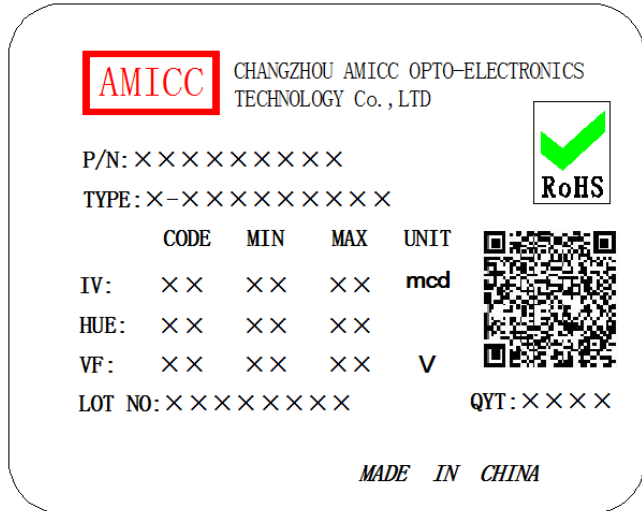 AMICC
CHANGZHOU AMICC OPTO-ELECTRONICS
TECHNOLOGY Co.,LTD
RoHS
P/N:×××××××××
TYPE:×-×××××××××
CODE MIN MAX UNIT
IV: ×× ×× ×× mcd
HUE: ×× ×× ××
VF: ×× ×× ×× V
LOT NO:×××××××× QYT:××××
MADE IN CHINA